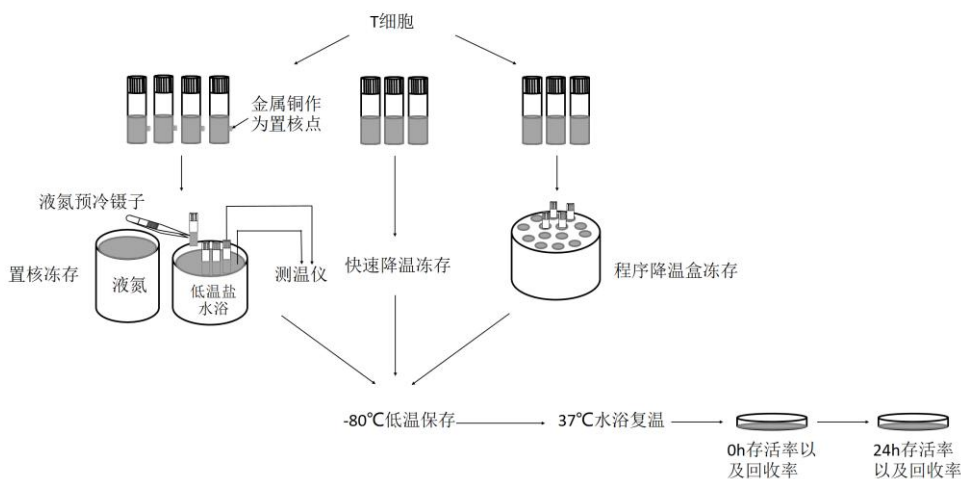 T细胞
金属铜作
为置核点
液氮预冷镊子
置核冻存
液氮
低温盐
水浴
测温仪
快速降温冻存
程序降温盒冻存
-80℃低温保存
37℃水浴复温
0h存活率以
及回收率
24h存活率
以及回收率